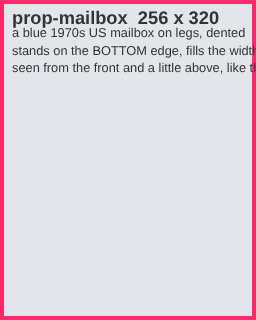 prop-mailbox  256 x 320
a blue 1970s US mailbox on legs, dented
stands on the BOTTOM edge, fills the width
seen from the front and a little above, like